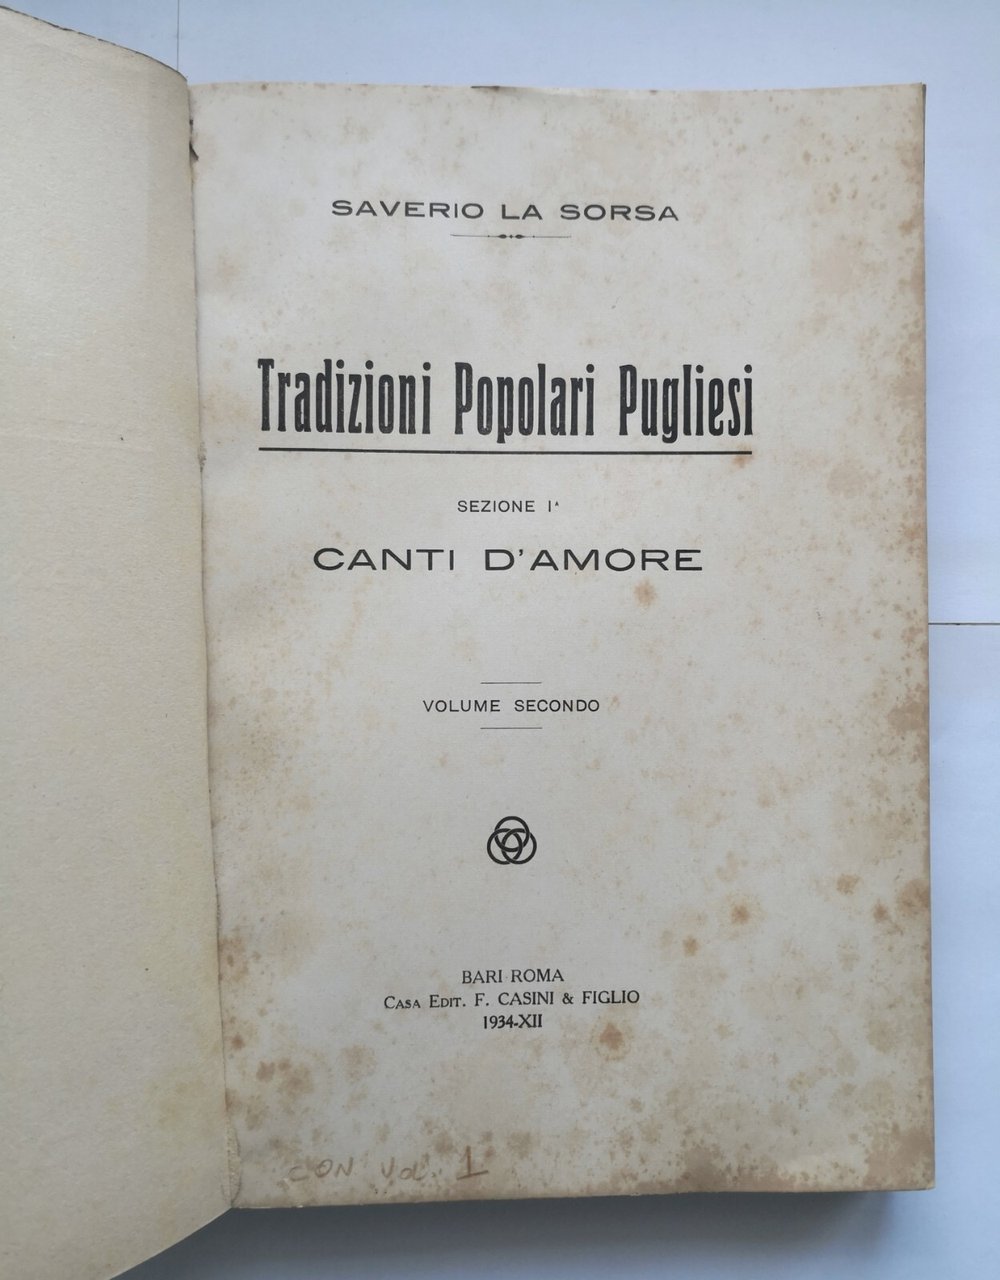 SAVERIO LA SORSA
Tradizioni Popolari Pugliesi
SEZIONE Iᴬ
CANTI D'AMORE
VOLUME SECONDO
BARI ROMA
CASA EDIT. F. CASINI & FIGLIO
1934-XII
CON VOL. 1